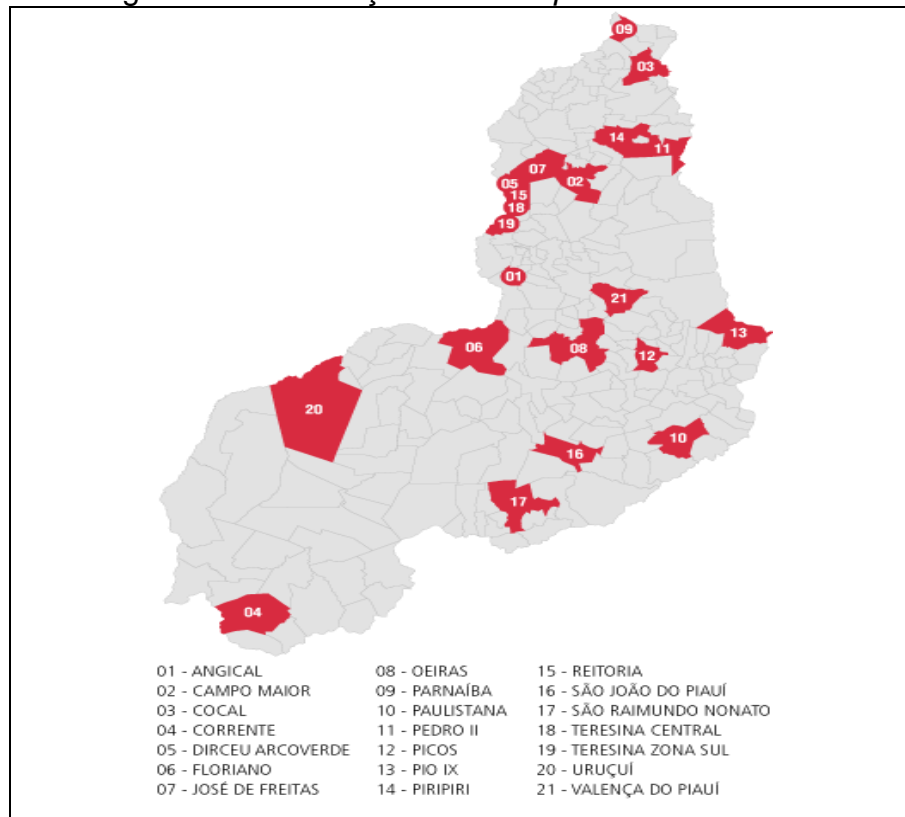 09
03
14
11
07
02
05
15
18
19
01
21
13
06
08
12
20
10
16
17
04
01 - ANGICAL
02 - CAMPO MAIOR
03 - COCAL
04 - CORRENTE
05 - DIRCEU ARCOVERDE
06 - FLORIANO
07 - JOSÉ DE FREITAS
08 - OEIRAS
09 - PARNAÍBA
10 - PAULISTANA
11 - PEDRO II
12 - PICOS
13 - PIO IX
14 - PIRIPIRI
15 - REITORIA
16 - SÃO JOÃO DO PIAUÍ
17 - SÃO RAIMUNDO NONATO
18 - TERESINA CENTRAL
19 - TERESINA ZONA SUL
20 - URUÇUÍ
21 - VALENÇA DO PIAUÍ